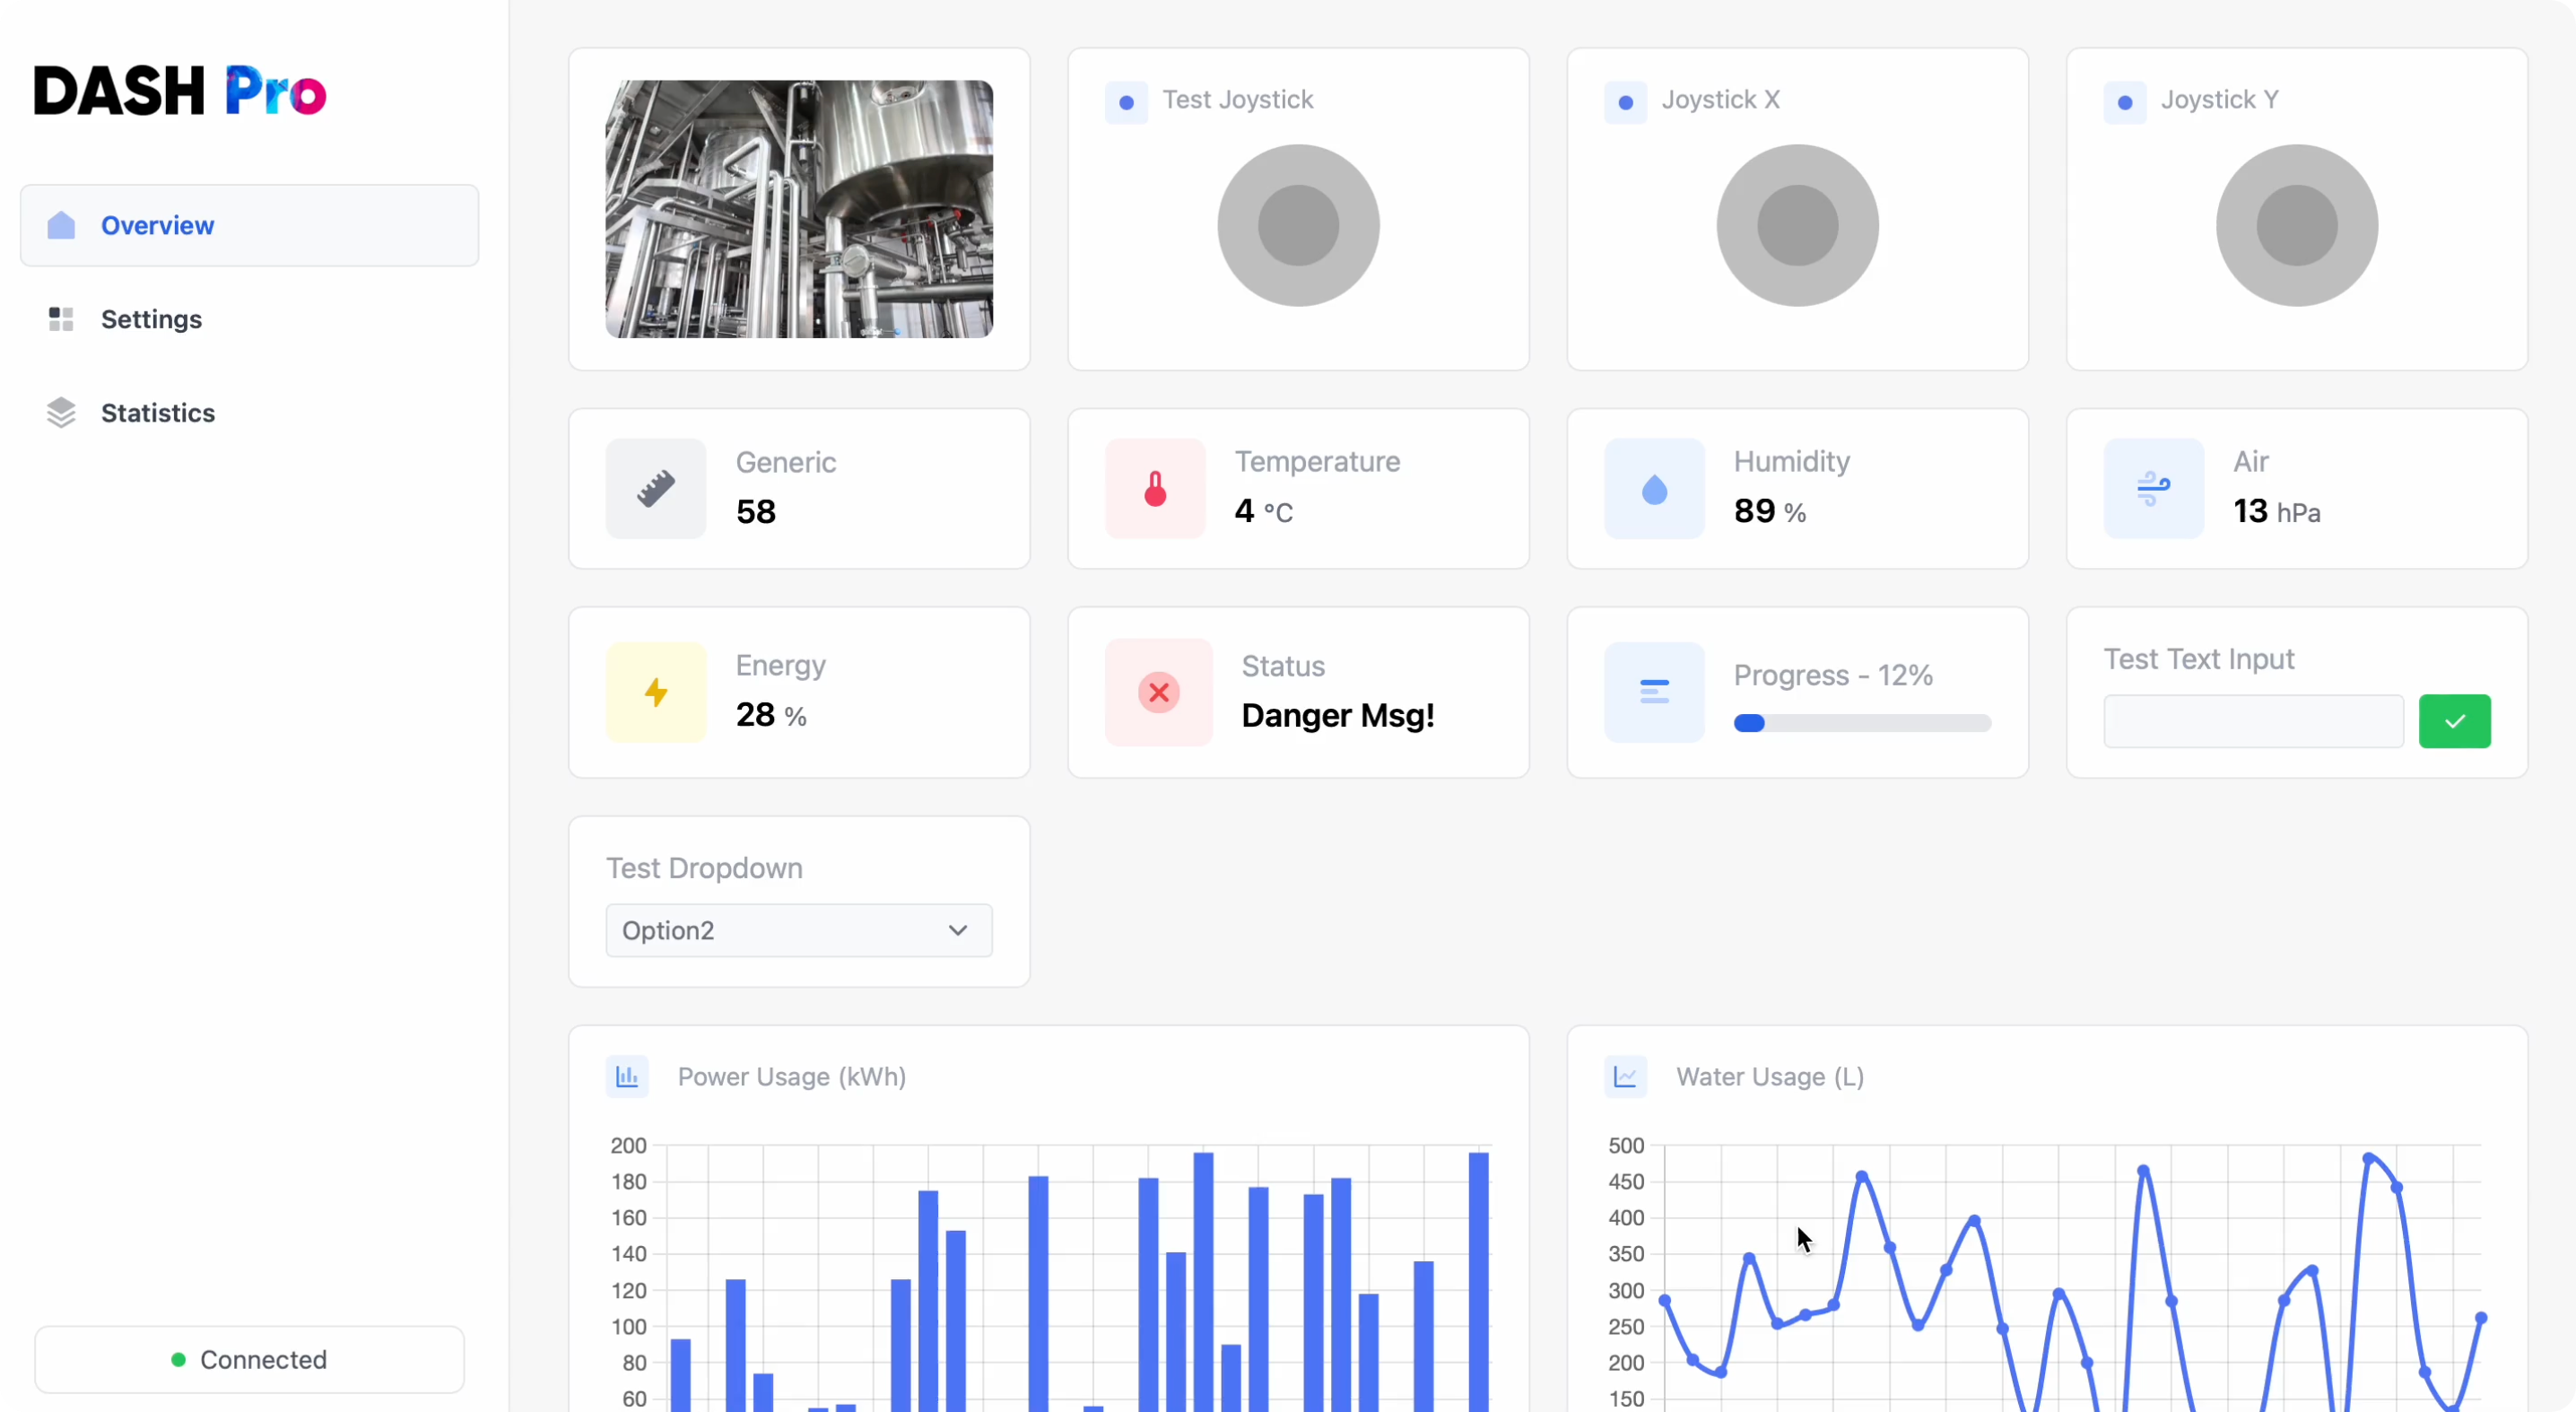 DASH Pro
Overview
Settings
Statistics
Connected
Test Joystick
Joystick X
Joystick Y
Generic
58
Temperature
4 °C
Humidity
89 %
Air
13 hPa
Energy
28 %
Status
Danger Msg!
Progress - 12%
Test Text Input
Test Dropdown
Option2
Power Usage (kWh)
200
180
160
140
120
100
80
60
Water Usage (L)
500
450
400
350
300
250
200
150